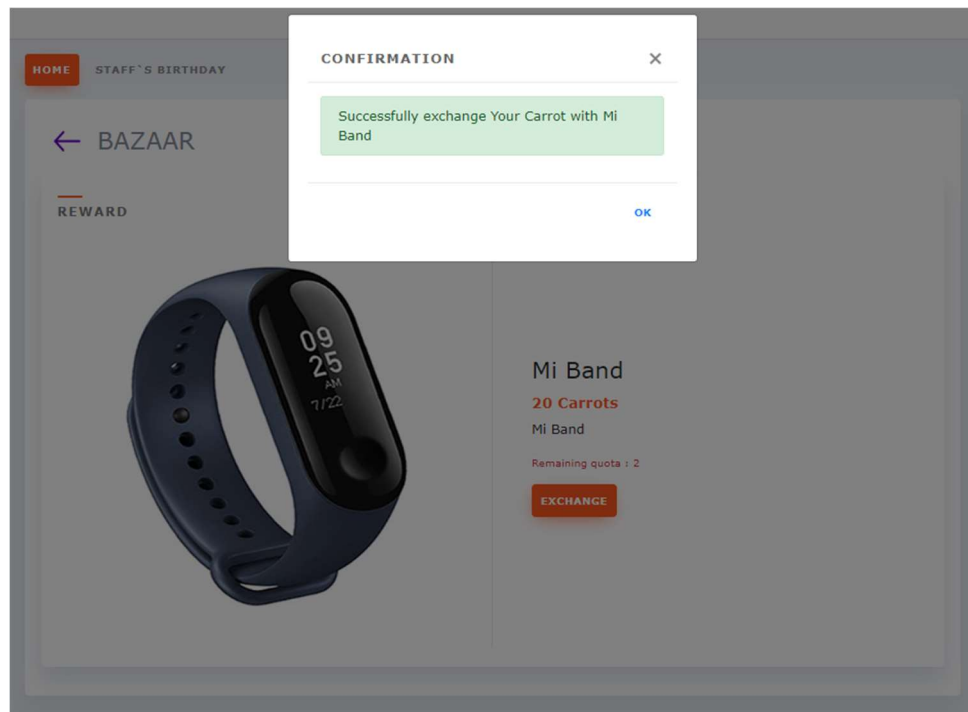 CONFIRMATION ×
Successfully exchange Your Carrot with Mi
Band
OK
HOME STAFF`S BIRTHDAY
← BAZAAR
REWARD
09
25
AM
7/22
Mi Band
20 Carrots
Mi Band
Remaining quota : 2
EXCHANGE